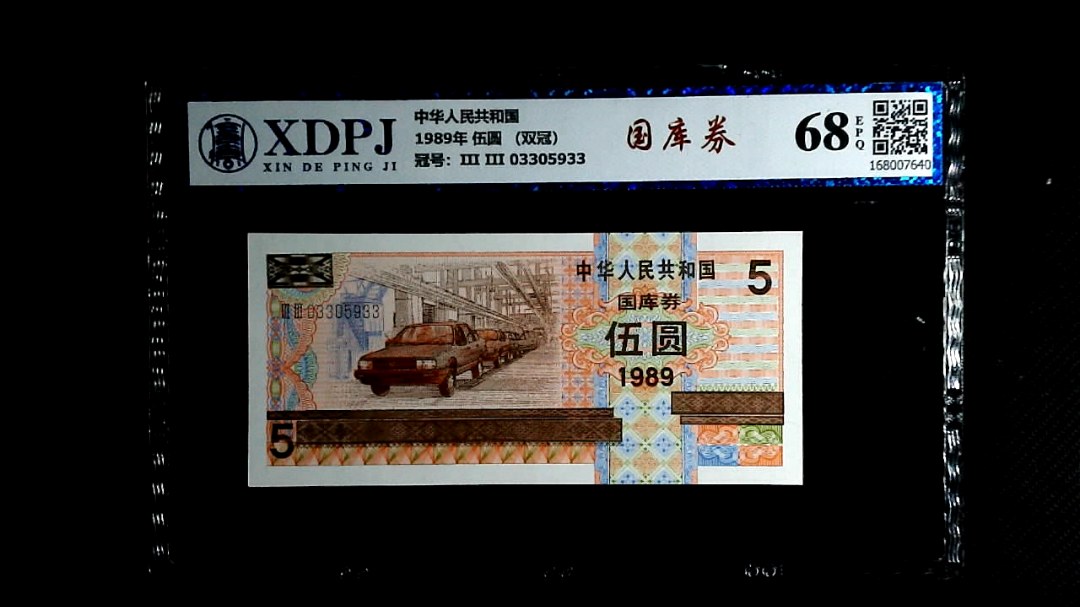 XDPJ
XIN DE PING JI
中华人民共和国
1989年 伍圆 (双冠)
冠号: III III 03305933
国库券
68
EPQ
168007640
中华人民共和国
5
国库券
III III 03305933
伍圆
1989
5